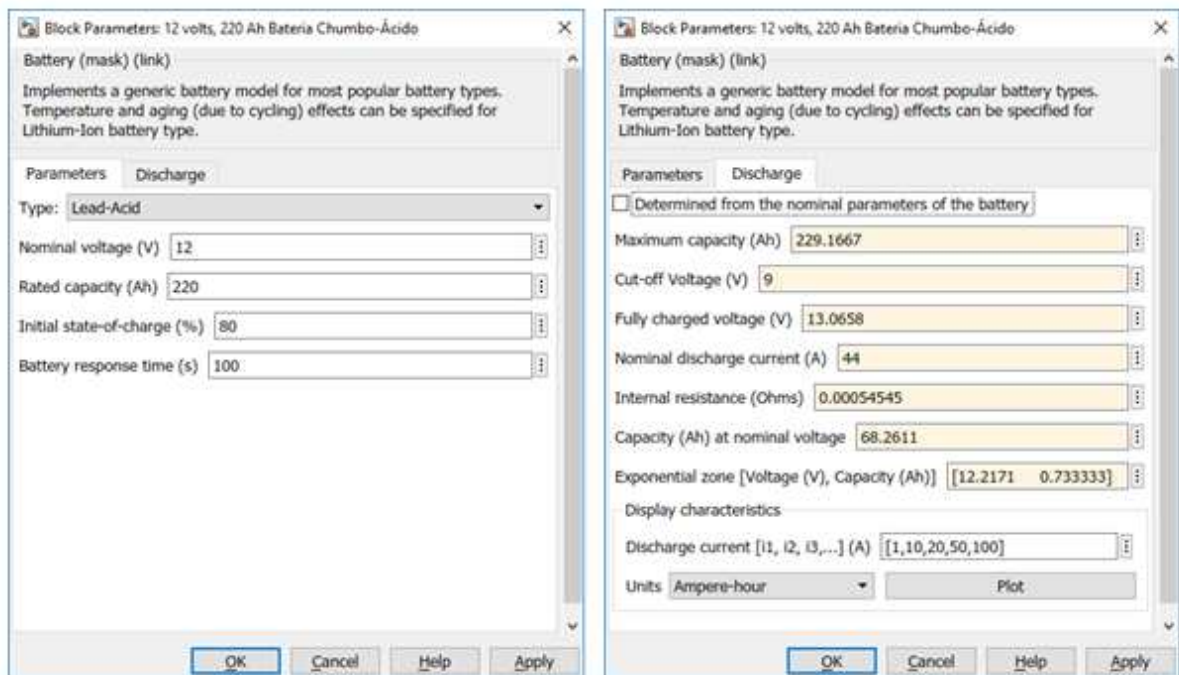 Block Parameters: 12 volts, 220 Ah Bateria Chumbo-Ácido
Battery (mask) (link)
Implements a generic battery model for most popular battery types.
Temperature and aging (due to cycling) effects can be specified for
Lithium-Ion battery type.
Parameters Discharge
Type: Lead-Acid
Nominal voltage (V) 12
Rated capacity (Ah) 220
Initial state-of-charge (%) 80
Battery response time (s) 100
OK Cancel Help Apply
Block Parameters: 12 volts, 220 Ah Bateria Chumbo-Ácido
Battery (mask) (link)
Implements a generic battery model for most popular battery types.
Temperature and aging (due to cycling) effects can be specified for
Lithium-Ion battery type.
Parameters Discharge
Determined from the nominal parameters of the battery
Maximum capacity (Ah) 229.1667
Cut-off Voltage (V) 9
Fully charged voltage (V) 13.0658
Nominal discharge current (A) 44
Internal resistance (Ohms) 0.00054545
Capacity (Ah) at nominal voltage 68.2611
Exponential zone [Voltage (V), Capacity (Ah)] [12.2171 0.733333]
Display characteristics
Discharge current [i1, i2, i3,...] (A) [1,10,20,50,100]
Units Ampere-hour Plot
OK Cancel Help Apply